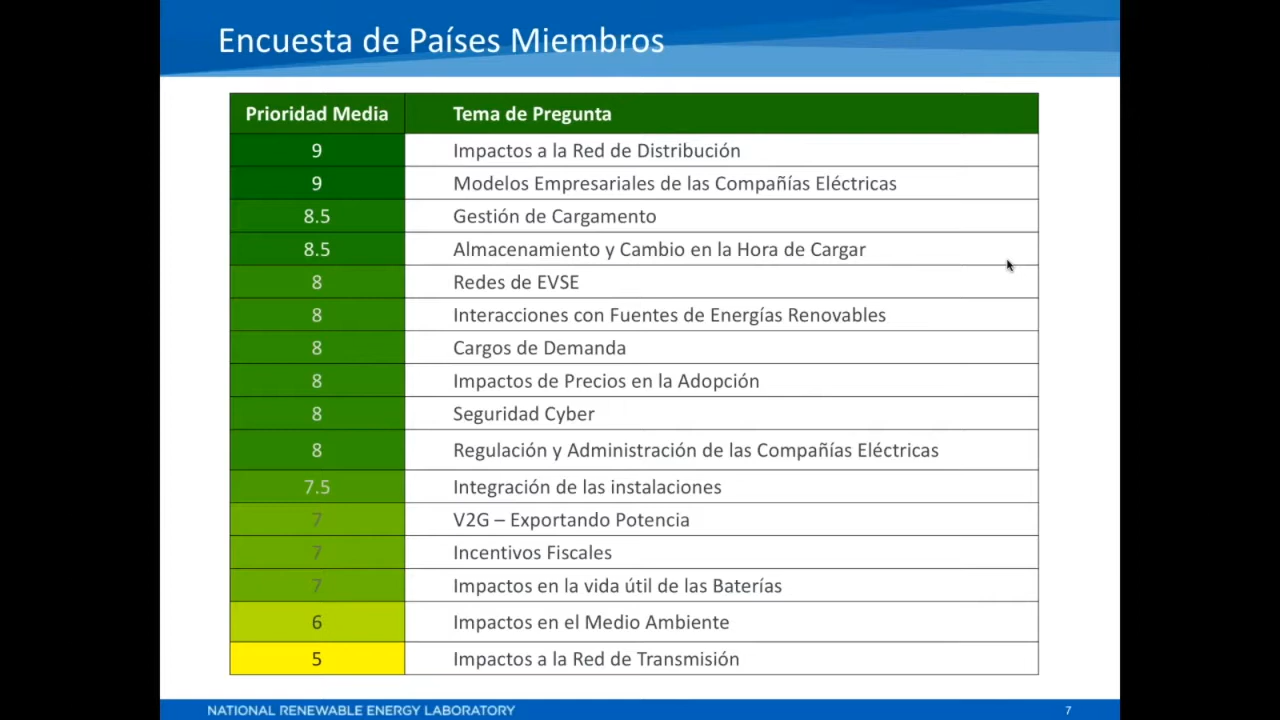 Encuesta de Países Miembros
Prioridad Media Tema de Pregunta
9 Impactos a la Red de Distribución
9 Modelos Empresariales de las Compañías Eléctricas
8.5 Gestión de Cargamento
8.5 Almacenamiento y Cambio en la Hora de Cargar
8 Redes de EVSE
8 Interacciones con Fuentes de Energías Renovables
8 Cargos de Demanda
8 Impactos de Precios en la Adopción
8 Seguridad Cyber
8 Regulación y Administración de las Compañías Eléctricas
7.5 Integración de las instalaciones
7 V2G – Exportando Potencia
7 Incentivos Fiscales
7 Impactos en la vida útil de las Baterías
6 Impactos en el Medio Ambiente
5 Impactos a la Red de Transmisión
NATIONAL RENEWABLE ENERGY LABORATORY 7